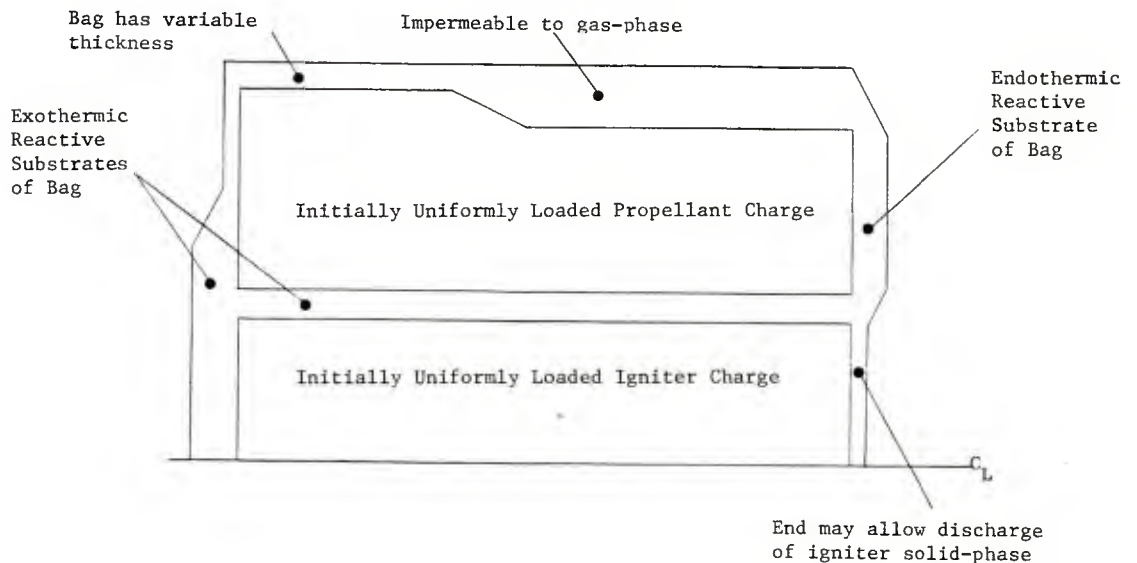 Bag has variable
thickness
Impermeable to gas-phase
Endothermic
Reactive
Substrate
of Bag
Exothermic
Reactive
Substrates
of Bag
Initially Uniformly Loaded Propellant Charge
Initially Uniformly Loaded Igniter Charge
CL
End may allow discharge
of igniter solid-phase